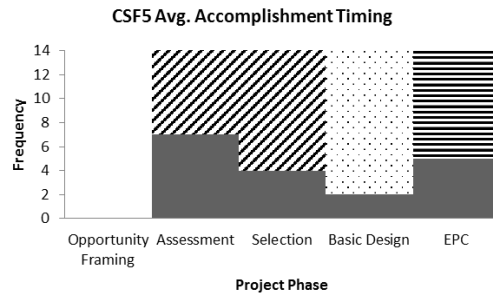 CSF5 Avg. Accomplishment Timing
Frequency
14
12
10
8
6
4
2
0
Opportunity Framing
Assessment
Selection
Basic Design
EPC
Project Phase